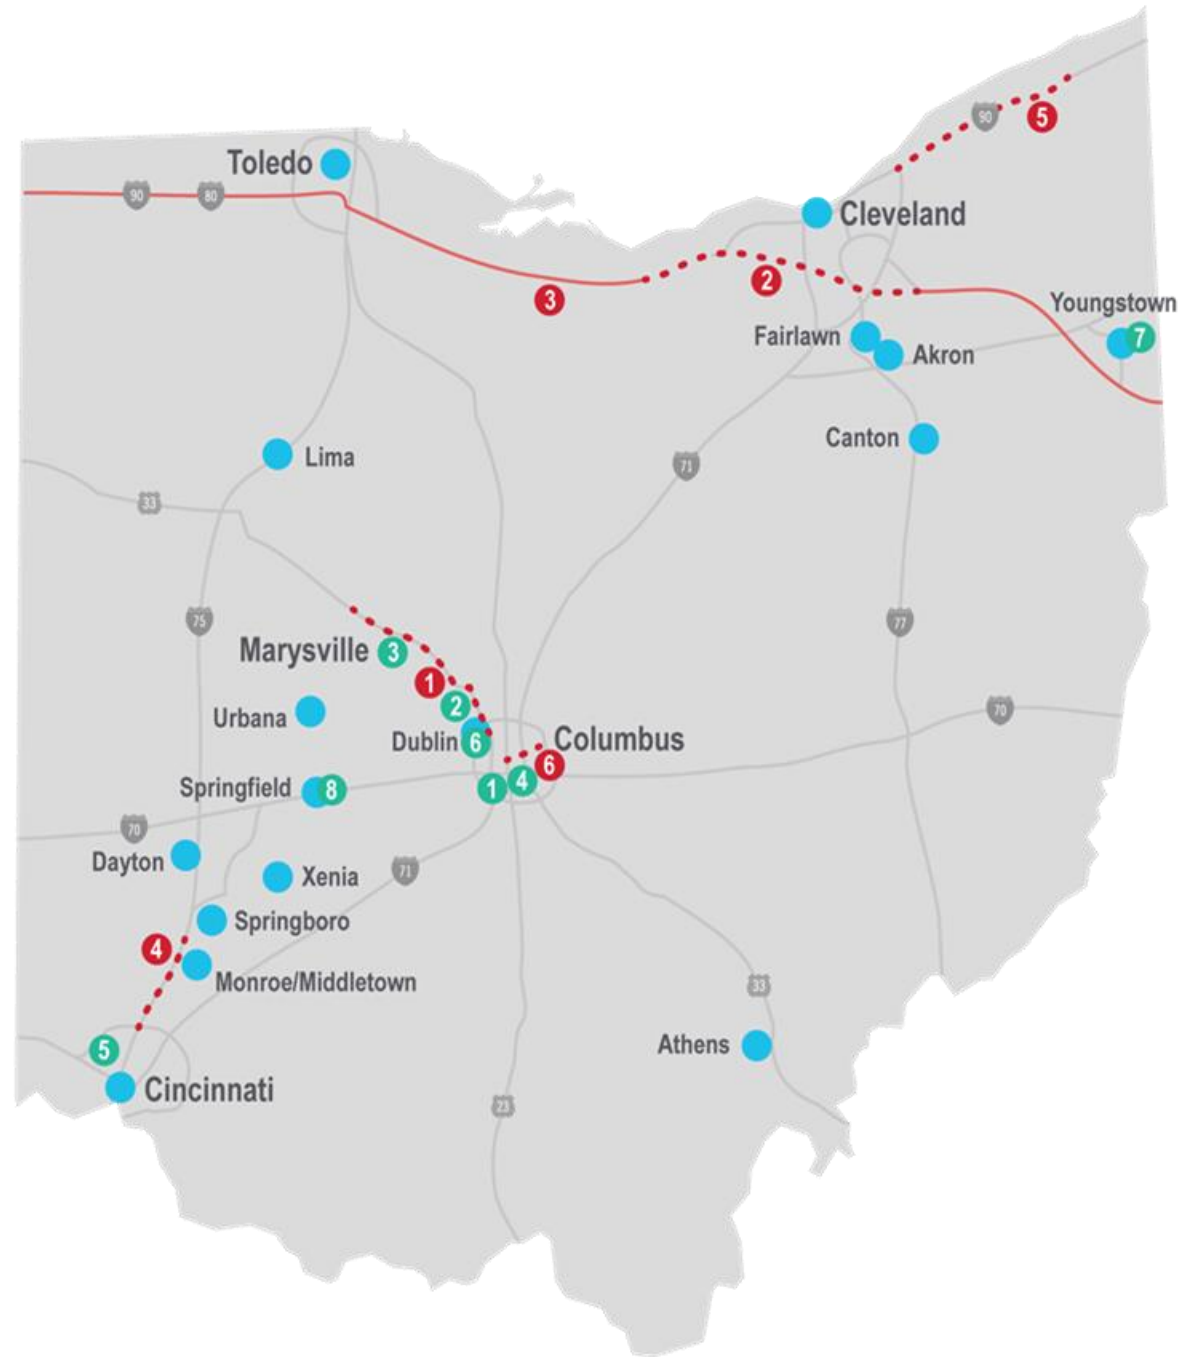 90
5
Toledo
90
80
Cleveland
2
3
Youngstown
Fairlawn
7
Akron
Canton
Lima
71
33
75
77
Marysville
3
1
2
70
Urbana
Dublin
6
Columbus
6
Springfield
8
1
4
70
Dayton
71
Xenia
Springboro
4
Monroe/Middletown
33
5
Athens
Cincinnati
23